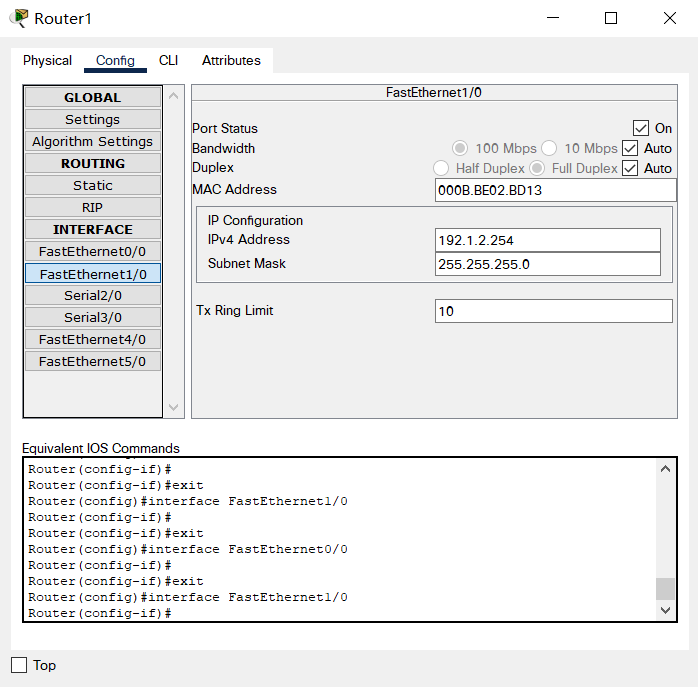 Router1
Physical Config CLI Attributes
GLOBAL
Settings
Algorithm Settings
ROUTING
Static
RIP
INTERFACE
FastEthernet0/0
FastEthernet1/0
Serial2/0
Serial3/0
FastEthernet4/0
FastEthernet5/0
FastEthernet1/0
Port Status On
Bandwidth 100 Mbps 10 Mbps Auto
Duplex Half Duplex Full Duplex Auto
MAC Address 000B.BE02.BD13
IP Configuration
IPv4 Address 192.1.2.254
Subnet Mask 255.255.255.0
Tx Ring Limit 10
Equivalent IOS Commands
Router(config-if)#
Router(config-if)#exit
Router(config)#interface FastEthernet1/0
Router(config-if)#
Router(config-if)#exit
Router(config)#interface FastEthernet0/0
Router(config-if)#
Router(config-if)#exit
Router(config)#interface FastEthernet1/0
Router(config-if)#
Top